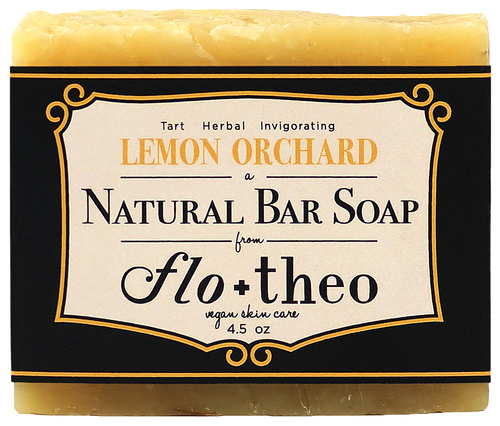 Tart Herbal Invigorating
LEMON ORCHARD
a
NATURAL BAR SOAP
from
flo+theo
vegan skin care
4.5 oz